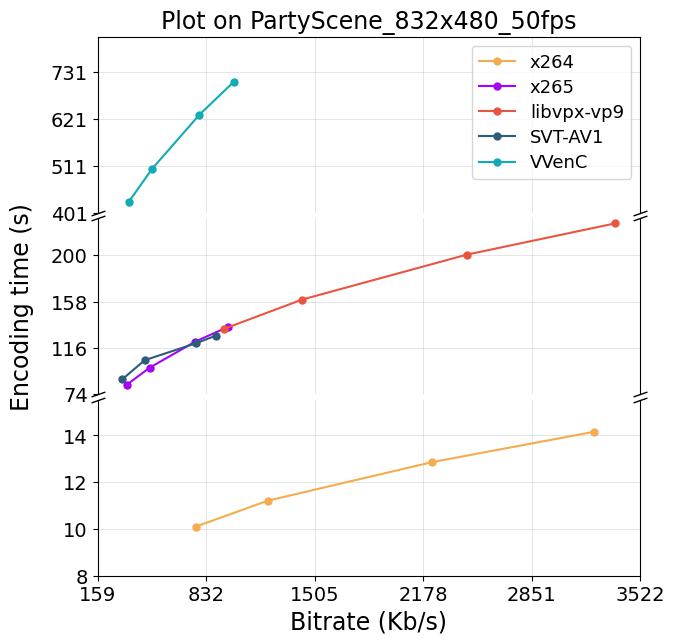 Plot on PartyScene_832x480_50fps
x264
x265
libvpx-vp9
SVT-AV1
VVenC
731
621
511
401
200
158
116
74
14
12
10
8
Encoding time (s)
159 832 1505 2178 2851 3522
Bitrate (Kb/s)